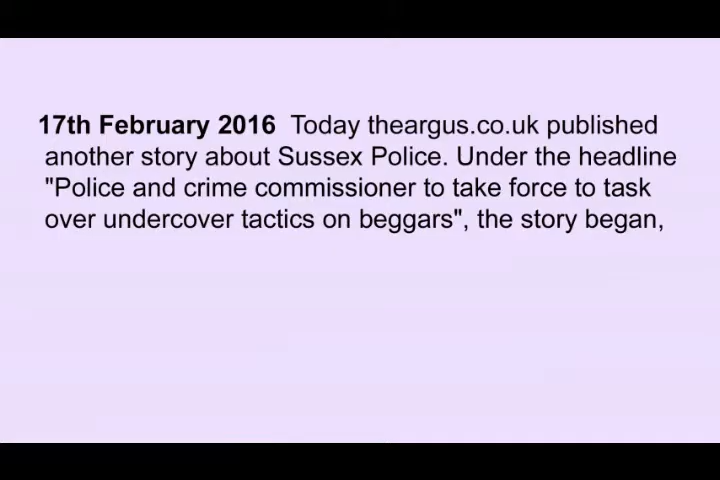 17th February 2016 Today theargus.co.uk published
another story about Sussex Police. Under the headline
"Police and crime commissioner to take force to task
over undercover tactics on beggars", the story began,